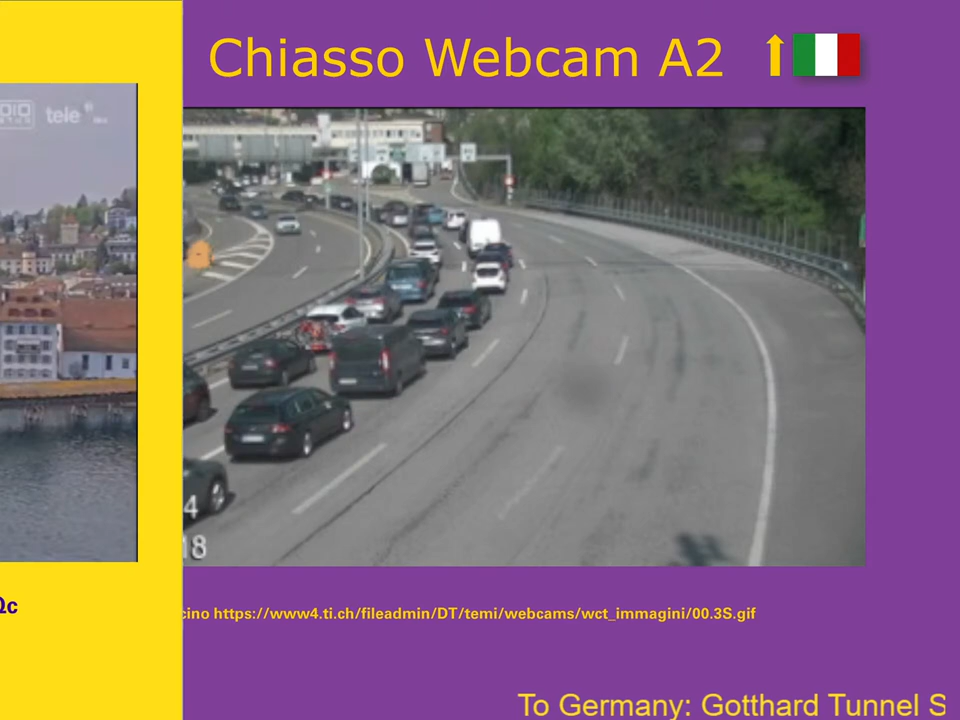 Chiasso Webcam A2
tele
4
18
Qc
cino https://www4.ti.ch/fileadmin/DT/temi/webcams/wct_immagini/00.3S.gif
To Germany: Gotthard Tunnel S